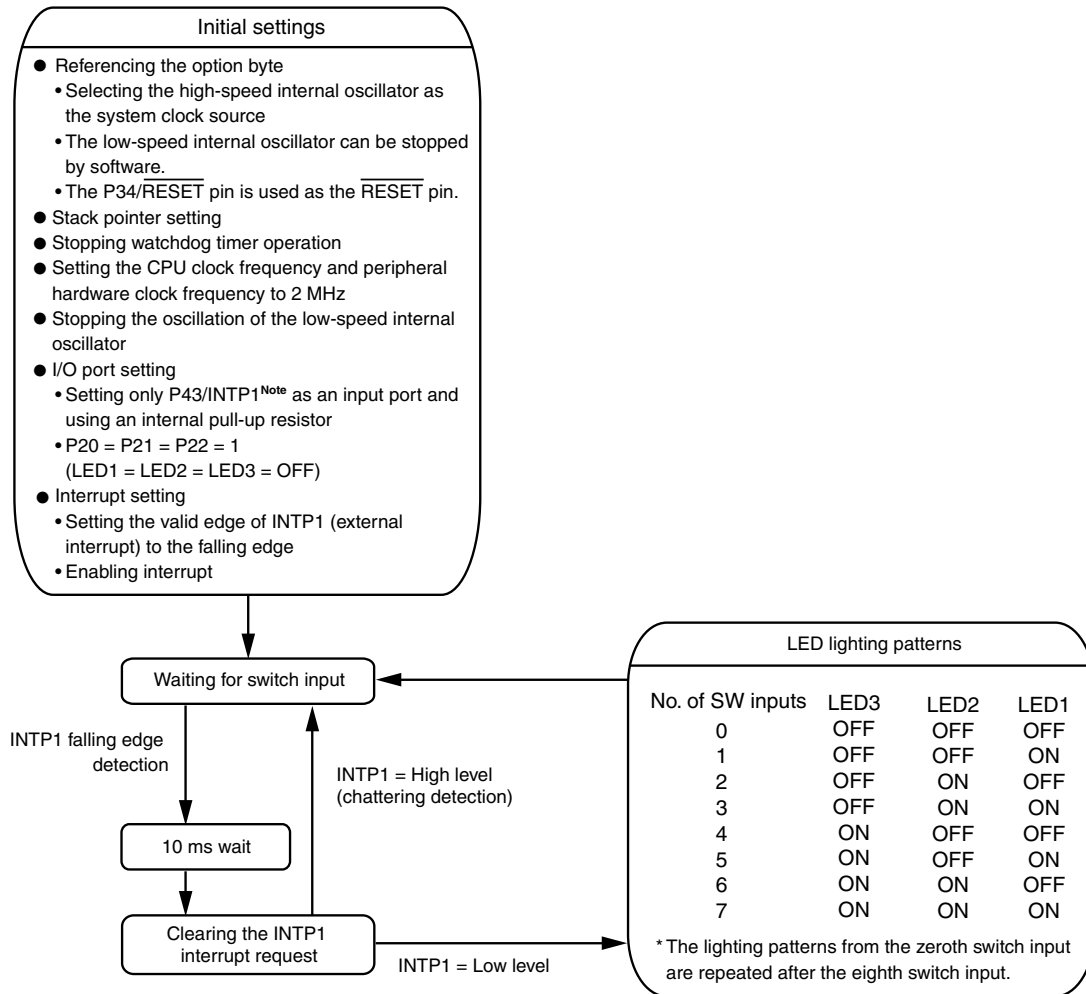 Initial settings
● Referencing the option byte
• Selecting the high-speed internal oscillator as
the system clock source
• The low-speed internal oscillator can be stopped
by software.
• The P34/RESET pin is used as the RESET pin.
● Stack pointer setting
● Stopping watchdog timer operation
● Setting the CPU clock frequency and peripheral
hardware clock frequency to 2 MHz
● Stopping the oscillation of the low-speed internal
oscillator
● I/O port setting
• Setting only P43/INTP1Note as an input port and
using an internal pull-up resistor
• P20 = P21 = P22 = 1
(LED1 = LED2 = LED3 = OFF)
● Interrupt setting
• Setting the valid edge of INTP1 (external
interrupt) to the falling edge
• Enabling interrupt
Waiting for switch input
INTP1 falling edge
detection
INTP1 = High level
(chattering detection)
10 ms wait
Clearing the INTP1
interrupt request
INTP1 = Low level
LED lighting patterns
No. of SW inputs LED3 LED2 LED1
0 OFF OFF OFF
1 OFF OFF ON
2 OFF ON OFF
3 OFF ON ON
4 ON OFF OFF
5 ON OFF ON
6 ON ON OFF
7 ON ON ON
* The lighting patterns from the zeroth switch input
are repeated after the eighth switch input.